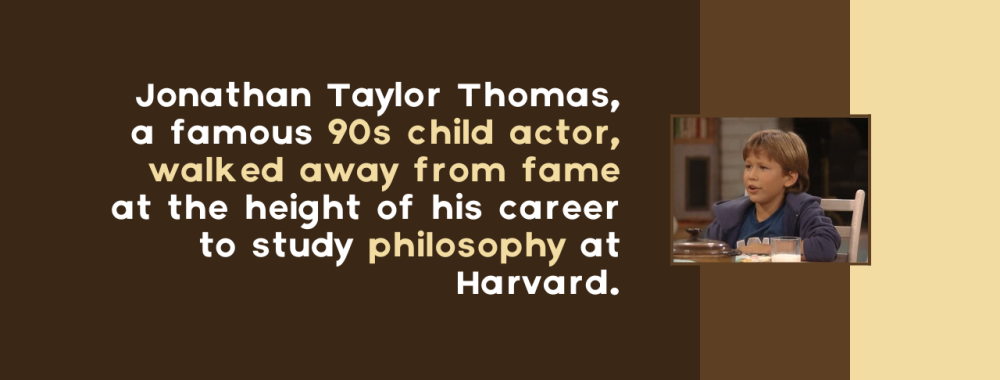 Jonathan Taylor Thomas,
a famous 90s child actor,
walked away from fame
at the height of his career
to study philosophy at
Harvard.